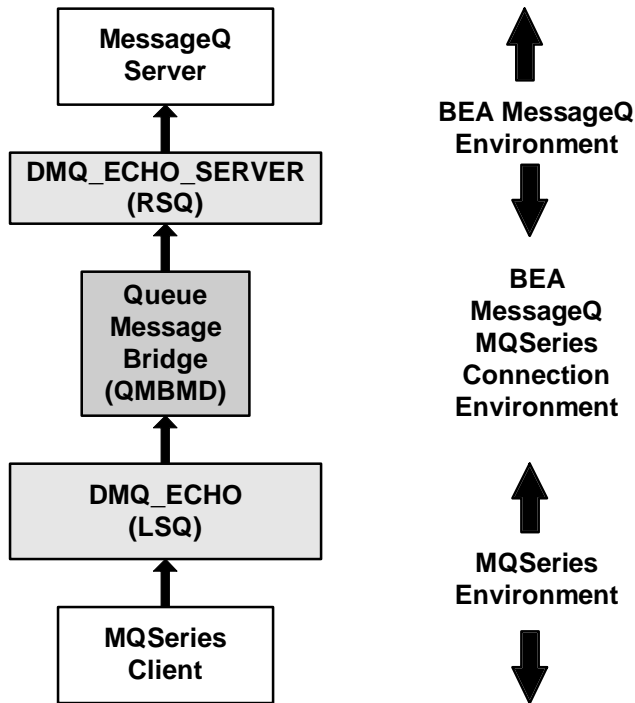 MessageQ
Server
DMQ_ECHO_SERVER
(RSQ)
Queue
Message
Bridge
(QMBMD)
DMQ_ECHO
(LSQ)
MQSeries
Client
BEA MessageQ
Environment
BEA
MessageQ
MQSeries
Connection
Environment
MQSeries
Environment